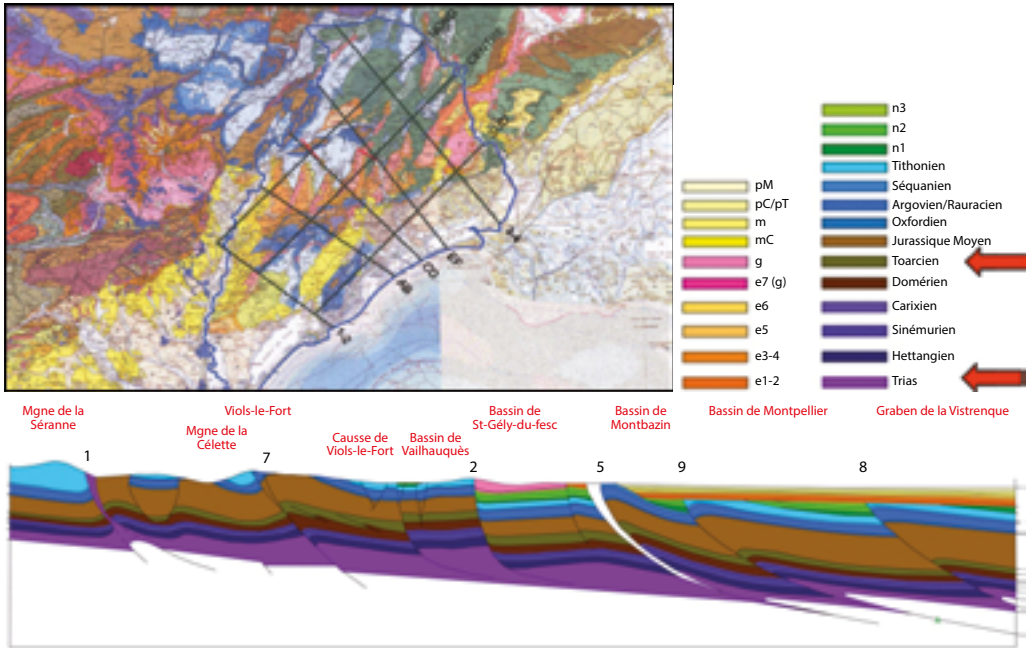 CD
n3
n2
n1
Tithonien
pM
Séquanien
pC/pT
Argovien/Rauracien
m
Oxfordien
mC
Jurassique Moyen
g
Toarcien
e7 (g)
Domérien
e6
Carixien
e5
Sinémurien
e3-4
Hettangien
e1-2
Trias
Mgne de la
Séranne
Viols-le-Fort
Mgne de la
Célette
Causse de
Viols-le-Fort
Bassin de
Vailhauquès
Bassin de
St-Gély-du-fesc
Bassin de
Montbazin
Bassin de Montpellier
Graben de la Vistrenque
1
7
2
5
9
8